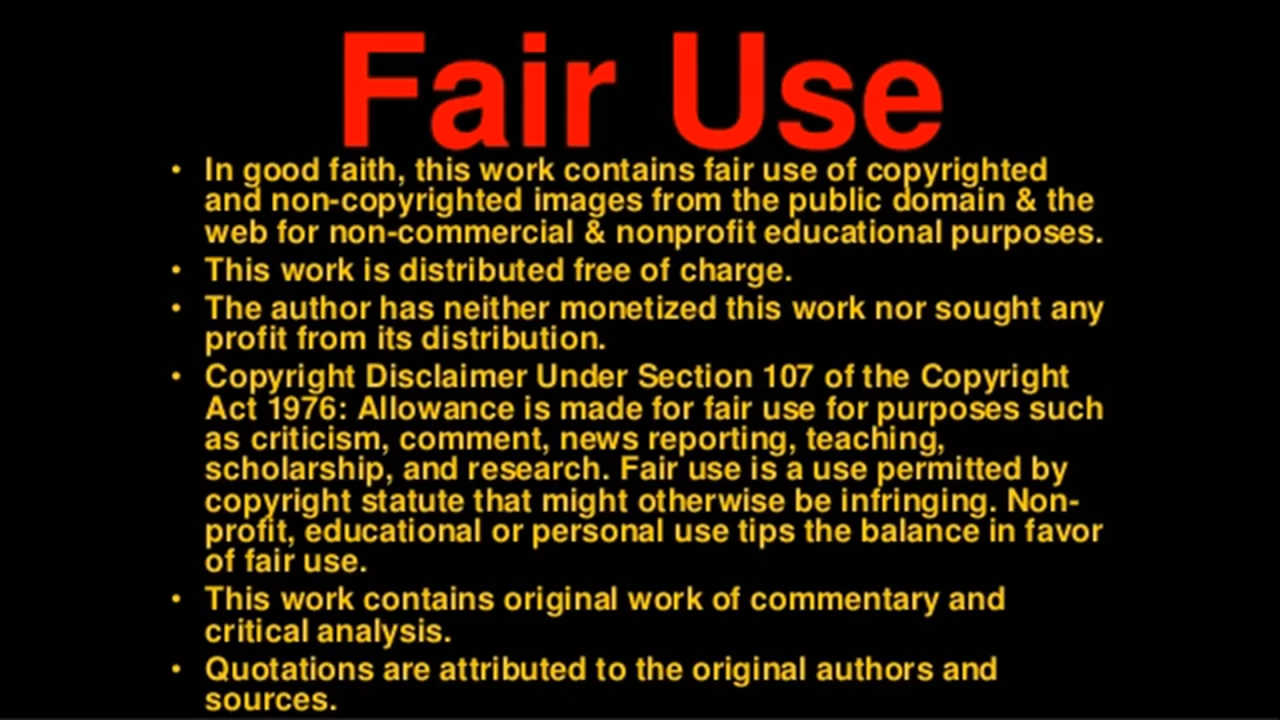 Fair Use
• In good faith, this work contains fair use of copyrighted
and non-copyrighted images from the public domain & the
web for non-commercial & nonprofit educational purposes.
• This work is distributed free of charge.
• The author has neither monetized this work nor sought any
profit from its distribution.
• Copyright Disclaimer Under Section 107 of the Copyright
Act 1976: Allowance is made for fair use for purposes such
as criticism, comment, news reporting, teaching,
scholarship, and research. Fair use is a use permitted by
copyright statute that might otherwise be infringing. Non-
profit, educational or personal use tips the balance in favor
of fair use.
• This work contains original work of commentary and
critical analysis.
• Quotations are attributed to the original authors and
sources.